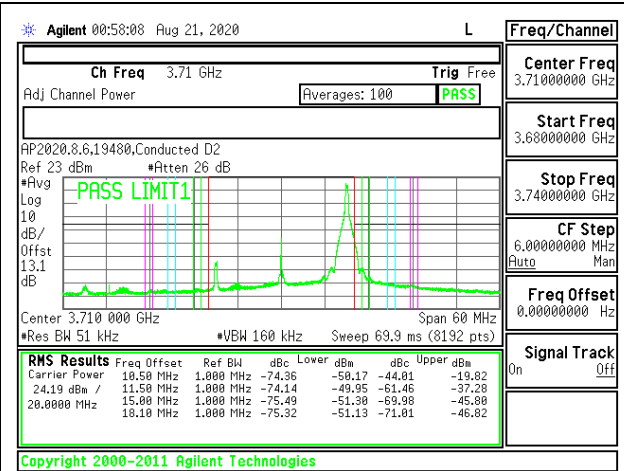 Agilent 00:58:08 Aug 21, 2020 L
Freq/Channel
Ch Freq 3.71 GHz Trig Free
Adj Channel Power Averages: 100 PASS
Center Freq
3.71000000 GHz
Start Freq
3.68000000 GHz
Stop Freq
3.74000000 GHz
CF Step
6.00000000 MHz
Auto Man
Freq Offset
0.00000000 Hz
Signal Track
On Off
AP2020.8.6,19480,Conducted D2
Ref 23 dBm #Atten 26 dB
#Avg
Log
10
dB/
Offst
13.1
dB
PASS LIMIT1
Center 3.710 000 GHz Span 60 MHz
#Res BW 51 kHz #VBW 160 kHz Sweep 69.9 ms (8192 pts)
RMS Results Freq Offset Ref BW dBc Lower dBm dBc Upper dBm
Carrier Power 10.50 MHz 1.000 MHz -74.36 -50.17 -44.01 -19.82
24.19 dBm / 11.50 MHz 1.000 MHz -74.14 -49.95 -61.46 -37.28
20.0000 MHz 15.00 MHz 1.000 MHz -75.49 -51.30 -69.98 -45.80
18.10 MHz 1.000 MHz -75.32 -51.13 -71.01 -46.82
Copyright 2000-2011 Agilent Technologies